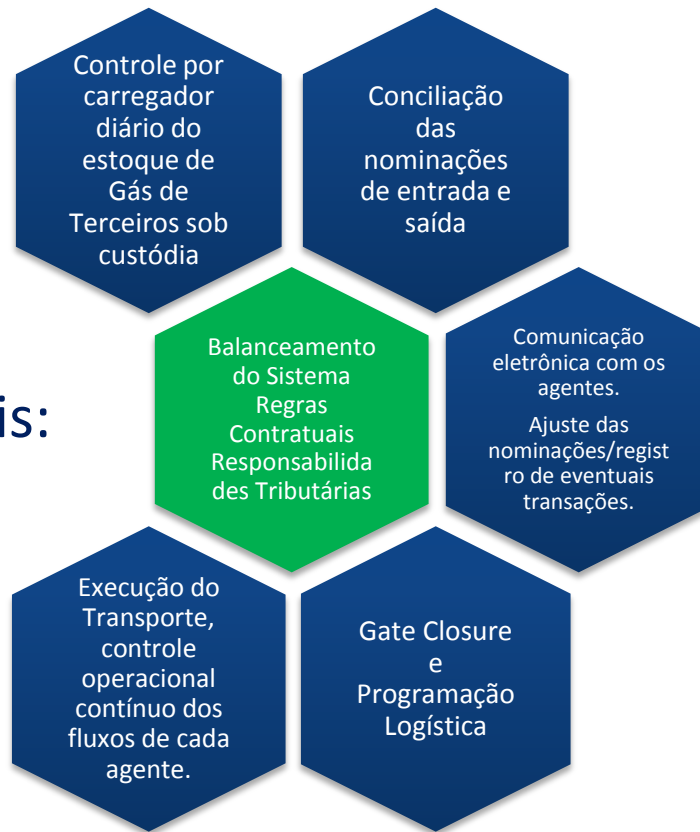 Controle por
carregador
diário do
estoque de
Gás de
Terceiros sob
custódia
Conciliação
das
nominações
de entrada e
saída
is:
Balanceamento
do Sistema
Regras
Contratuais
Responsabilida
des Tributárias
Comunicação
eletrônica com os
agentes.
Ajuste das
nominações/regist
ro de eventuais
transações.
Execução do
Transporte,
controle
operacional
contínuo dos
fluxos de cada
agente.
Gate Closure
e
Programação
Logística